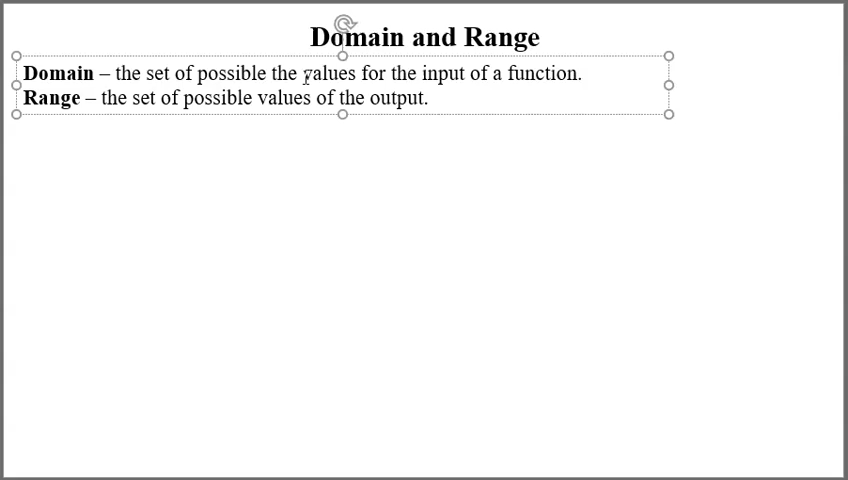 Domain and Range
Domain – the set of possible the values for the input of a function.
Range – the set of possible values of the output.